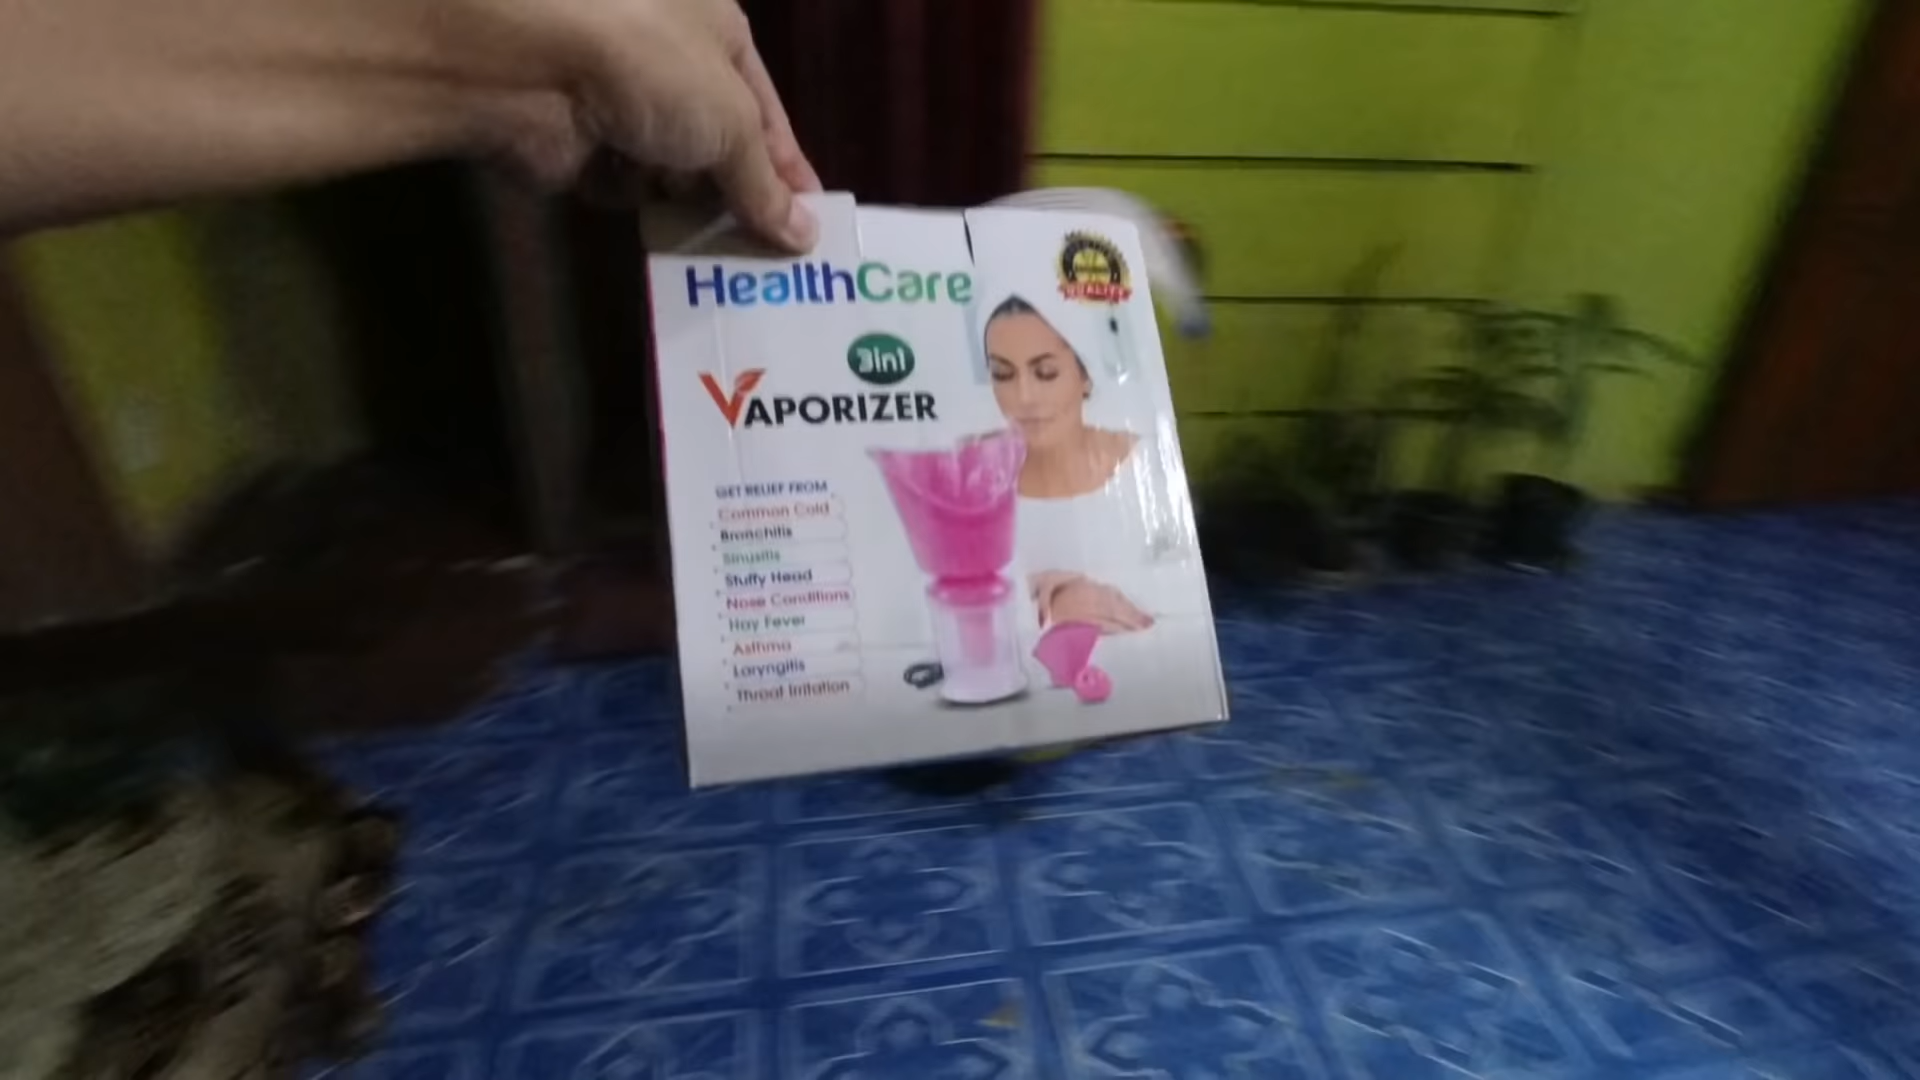 HealthCare
3in1
VAPORIZER
GET RELIEF FROM
Common Cold
Bronchitis
Sinusitis
Stuffy Head
Nose Conditions
Hay Fever
Asthma
Laryngitis
Throat Irritation